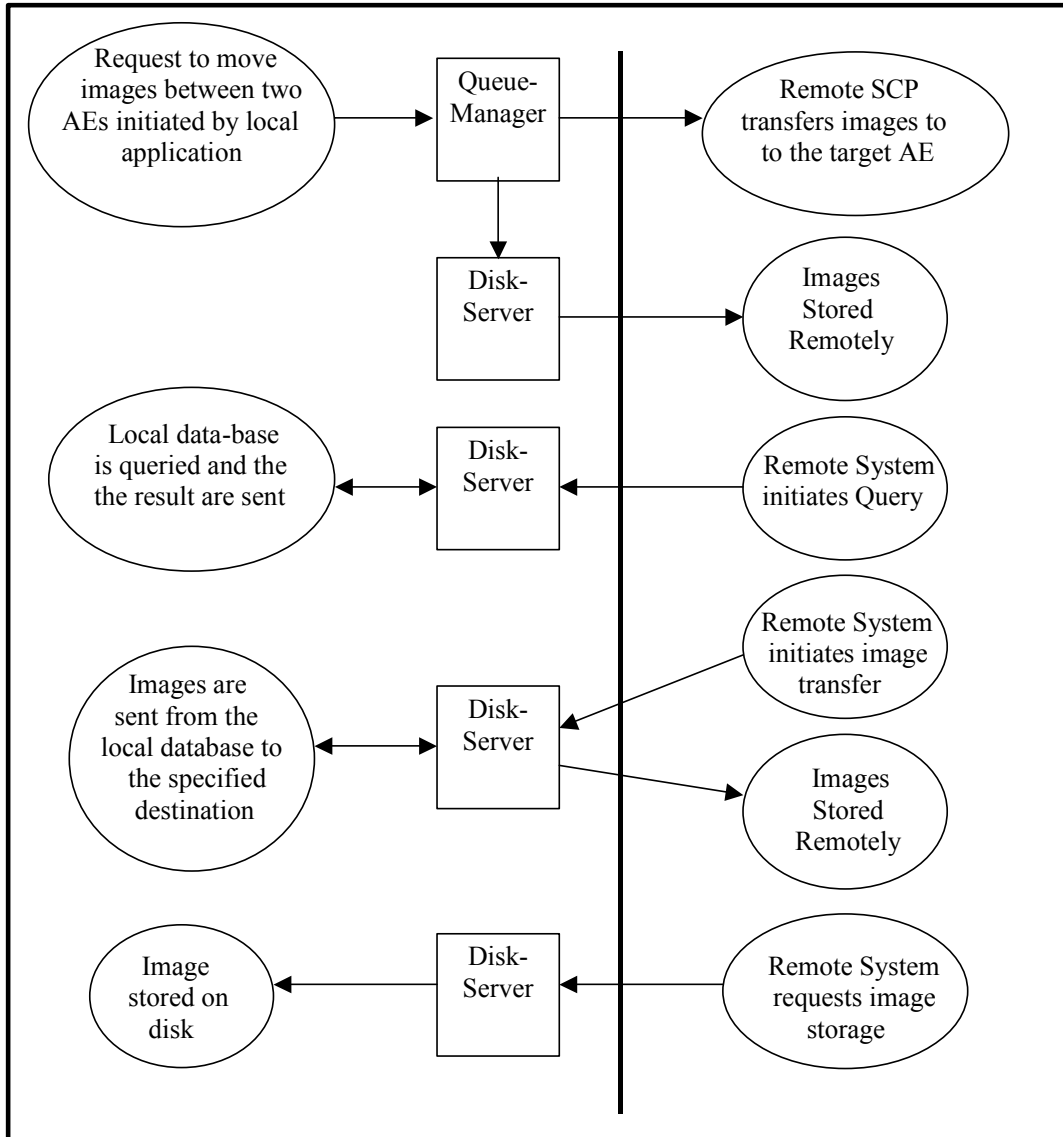 Request to move
images between two
AEs initiated by local
application
Queue-
Manager
Remote SCP
transfers images to
to the target AE
Disk-
Server
Images
Stored
Remotely
Local data-base
is queried and the
the result are sent
Disk-
Server
Remote System
initiates Query
Images are
sent from the
local database to
the specified
destination
Disk-
Server
Remote System
initiates image
transfer
Images
Stored
Remotely
Image
stored on
disk
Disk-
Server
Remote System
requests image
storage